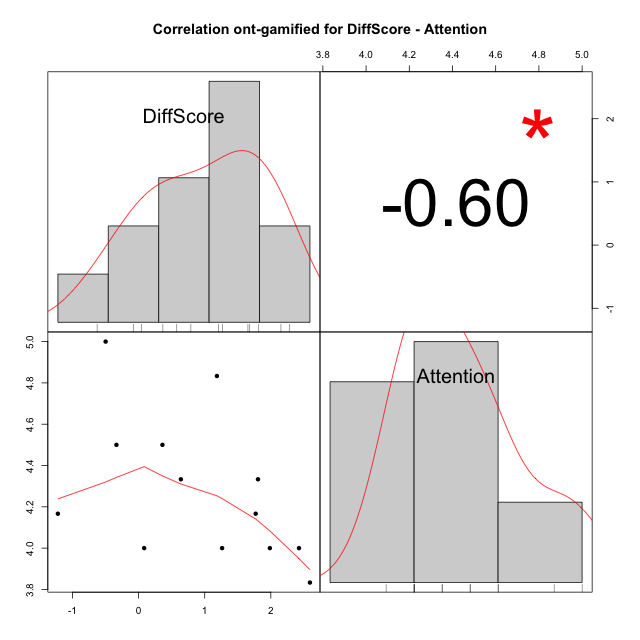 Correlation ont-gamified for DiffScore - Attention
3.8 4.0 4.2 4.4 4.6 4.8 5.0
DiffScore
*
-0.60
2
1
0
-1
5.0
4.8
4.6
4.4
4.2
4.0
3.8
Attention
-1 0 1 2